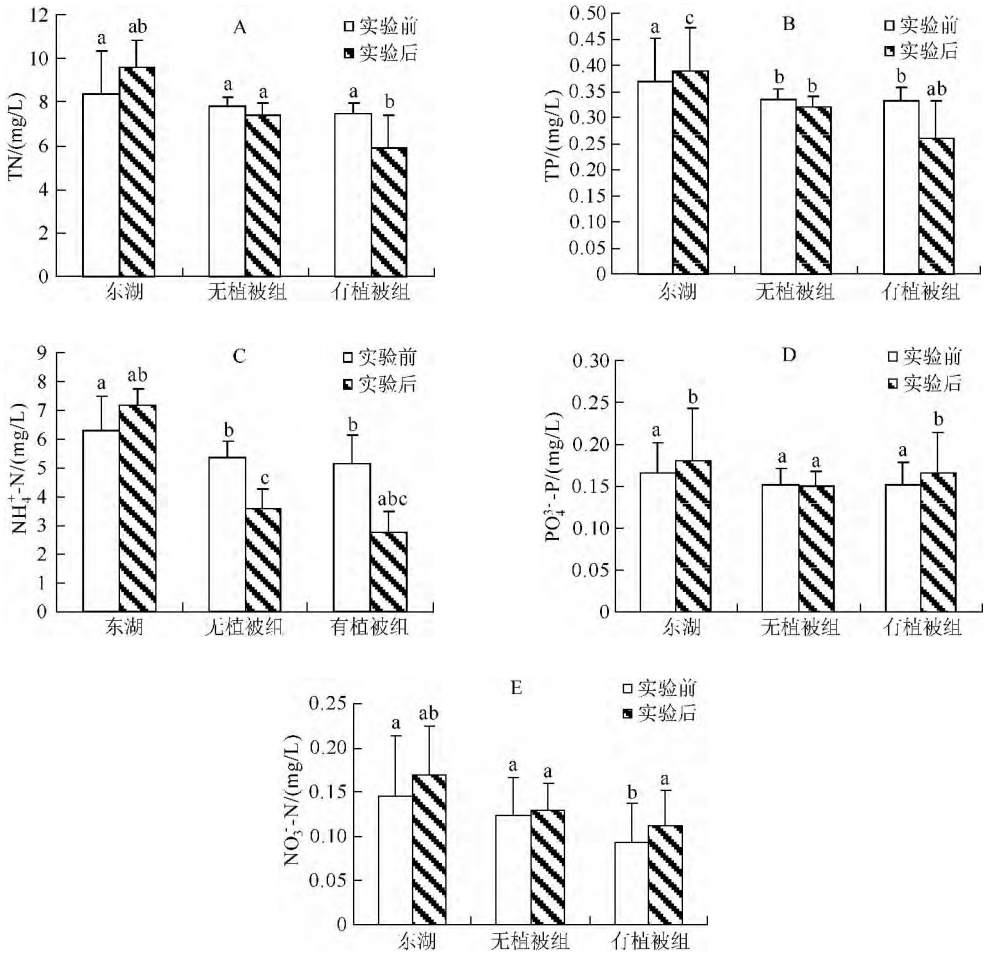 A
TN/(mg/L)
12
10
8
6
4
2
0
□实验前
▧实验后
a ab
a a
a b
东湖 无植被组 有植被组
B
TP/(mg/L)
0.50
0.45
0.40
0.35
0.30
0.25
0.20
0.15
0.10
0.05
0
□实验前
▧实验后
a c
b b
b ab
东湖 无植被组 有植被组
C
NH₄⁺-N/(mg/L)
9
8
7
6
5
4
3
2
1
0
□实验前
▧实验后
a ab
b c
b abc
东湖 无植被组 有植被组
D
PO₄³⁻-P/(mg/L)
0.30
0.25
0.20
0.15
0.10
0.05
0
□实验前
▧实验后
a b
a a
a b
东湖 无植被组 有植被组
E
NO₃⁻-N/(mg/L)
0.25
0.20
0.15
0.10
0.05
0
□实验前
▧实验后
a ab
a a
b a
东湖 无植被组 有植被组